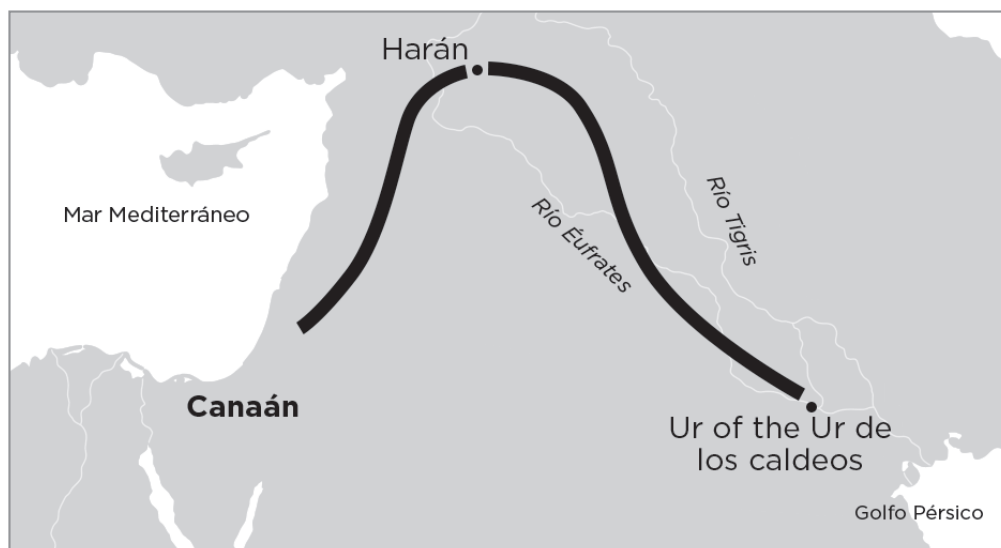 Harán
Mar Mediterráneo
Río Tigris
Río Éufrates
Canaán
Ur of the Ur de
los caldeos
Golfo Pérsico